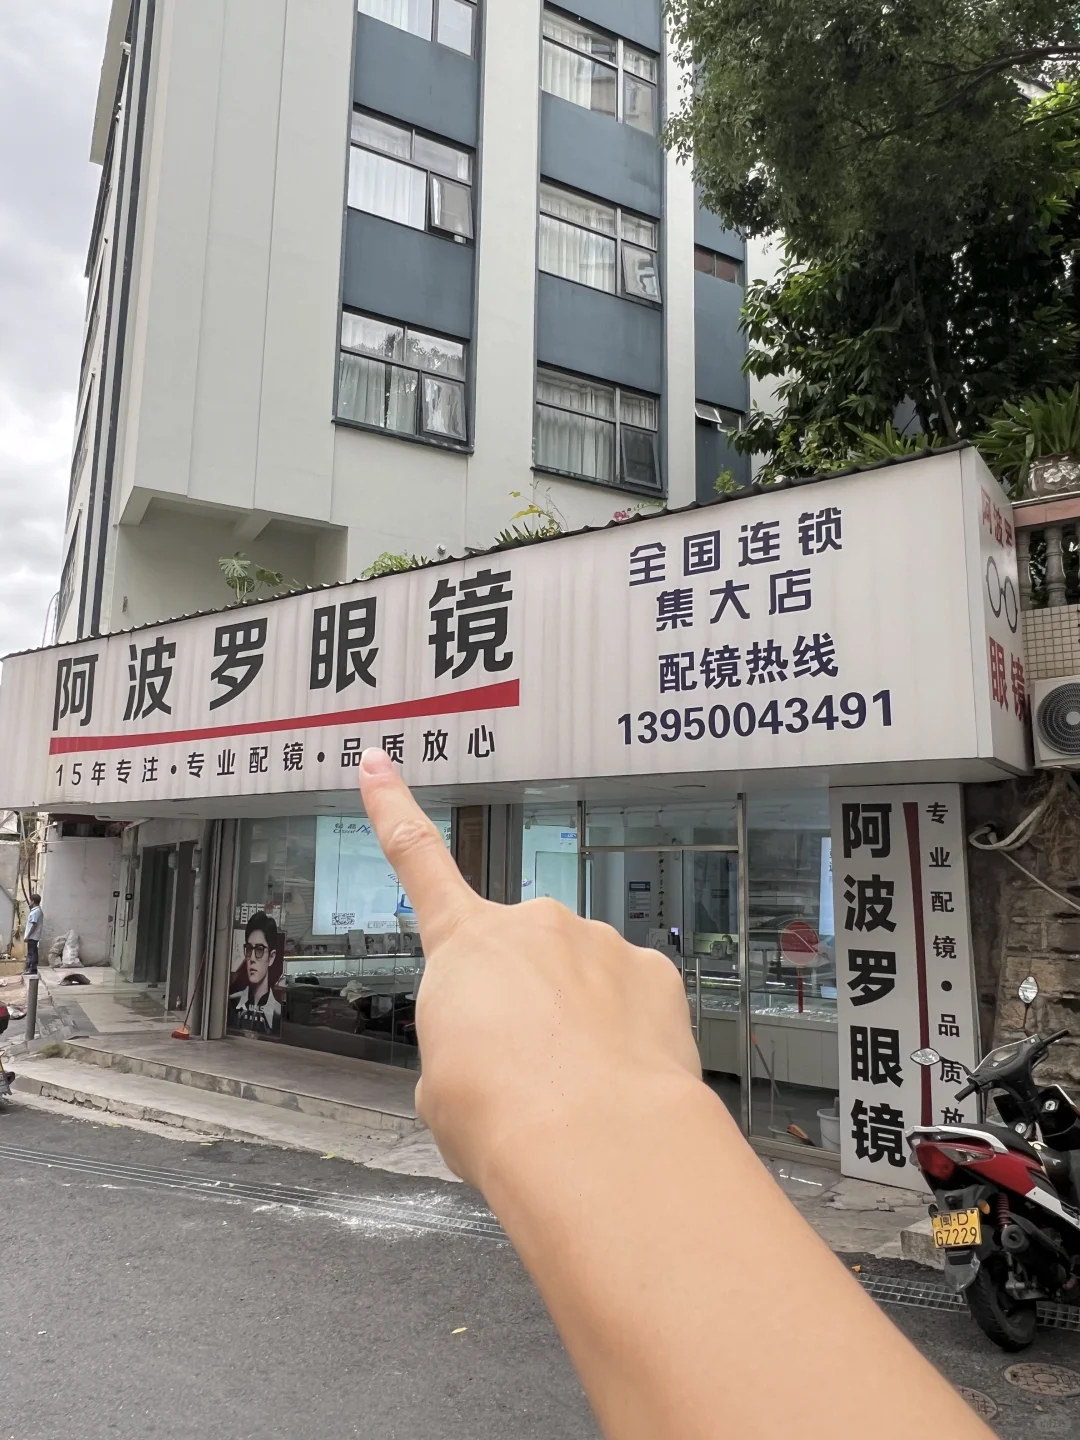 阿波罗眼镜
15年专注•专业配镜•品质放心
全国连锁
集大店
配镜热线
13950043491
眼镜
阿波罗眼镜
专业配镜•品质放
闽·D
GZ229